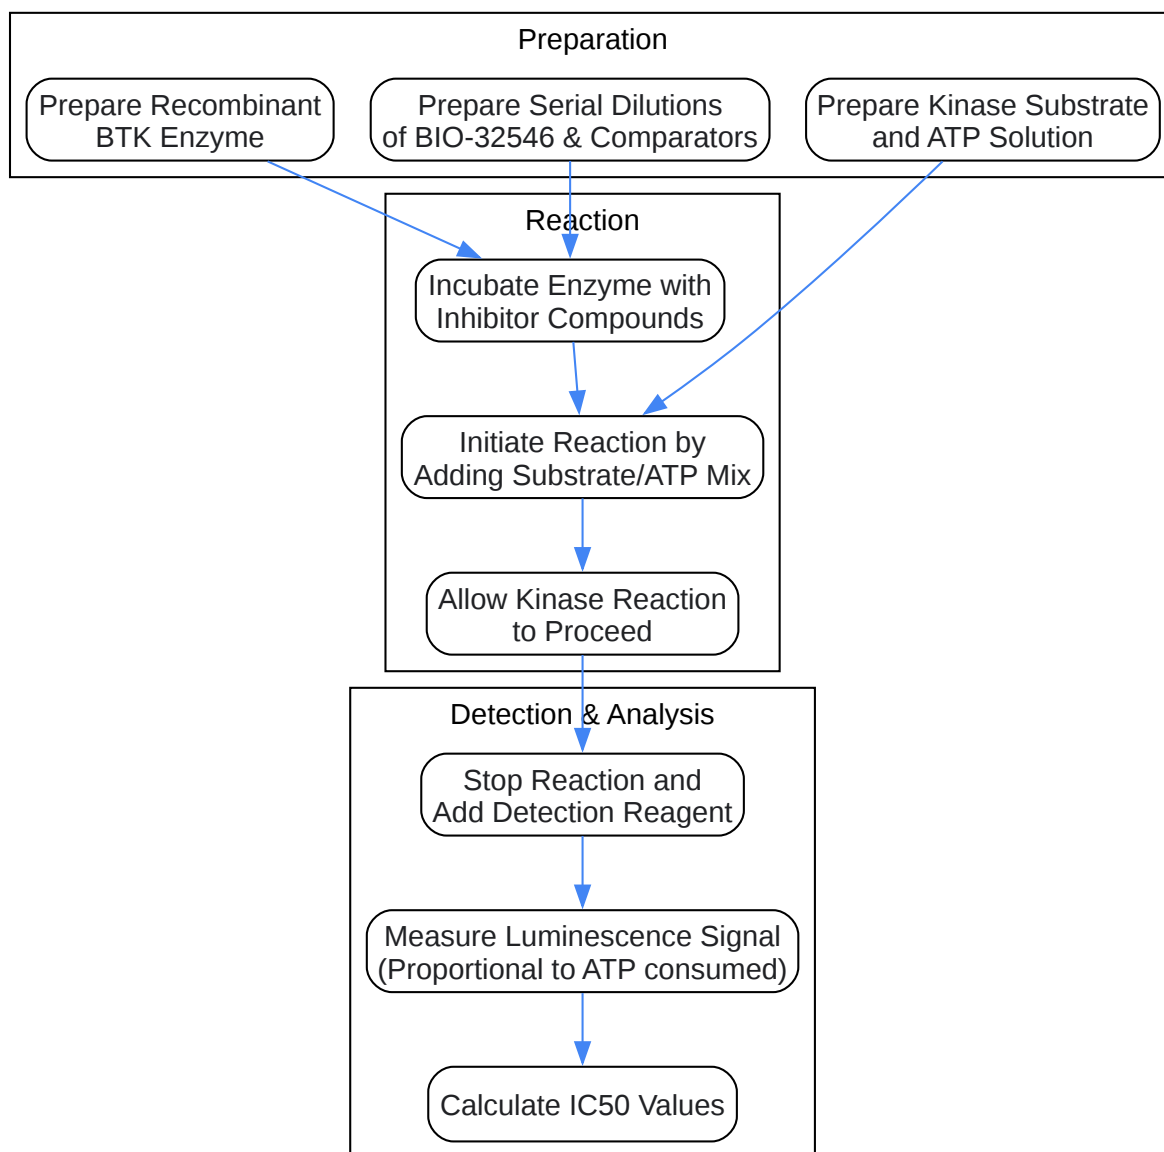 Preparation
Prepare Recombinant
BTK Enzyme
Prepare Serial Dilutions
of BIO-32546 & Comparators
Prepare Kinase Substrate
and ATP Solution
Reaction
Incubate Enzyme with
Inhibitor Compounds
Initiate Reaction by
Adding Substrate/ATP Mix
Allow Kinase Reaction
to Proceed
Detection & Analysis
Stop Reaction and
Add Detection Reagent
Measure Luminescence Signal
(Proportional to ATP consumed)
Calculate IC50 Values